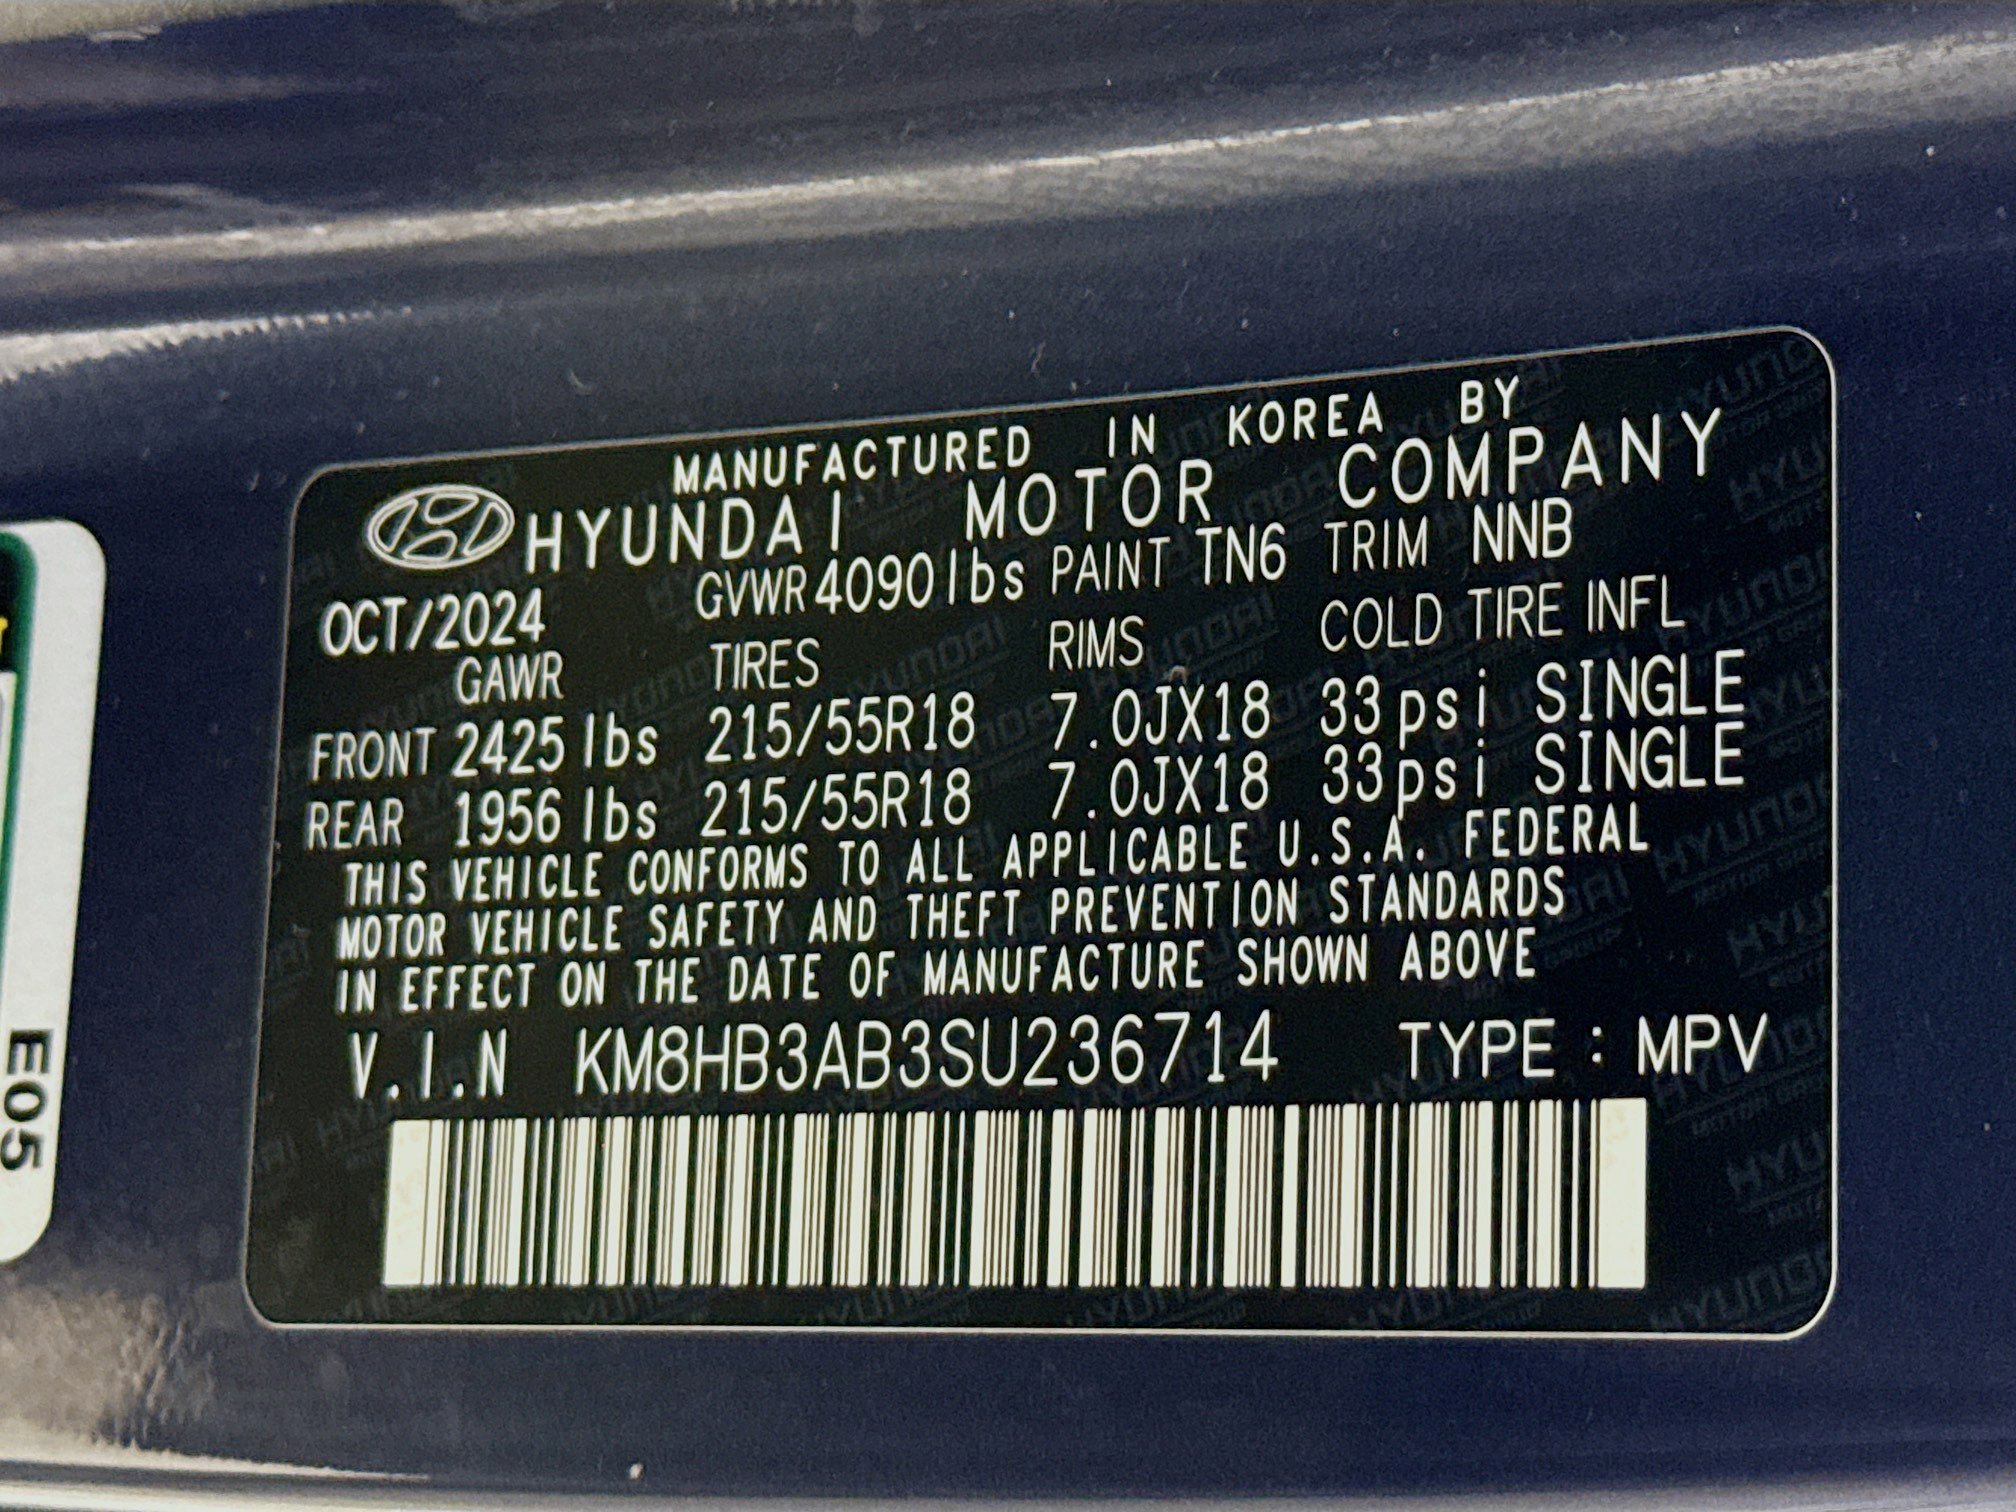 MANUFACTURED IN KOREA BY
HYUNDAI MOTOR COMPANY
OCT/2024 GVWR 4090 lbs PAINT TN6 TRIM NNB
GAWR TIRES RIMS COLD TIRE INFL
FRONT 2425 lbs 215/55R18 7.0JX18 33psi SINGLE
REAR 1956 lbs 215/55R18 7.0JX18 33psi SINGLE
THIS VEHICLE CONFORMS TO ALL APPLICABLE U.S.A. FEDERAL
MOTOR VEHICLE SAFETY AND THEFT PREVENTION STANDARDS
IN EFFECT ON THE DATE OF MANUFACTURE SHOWN ABOVE
V.I.N KM8HB3AB3SU236714 TYPE : MPV
E05